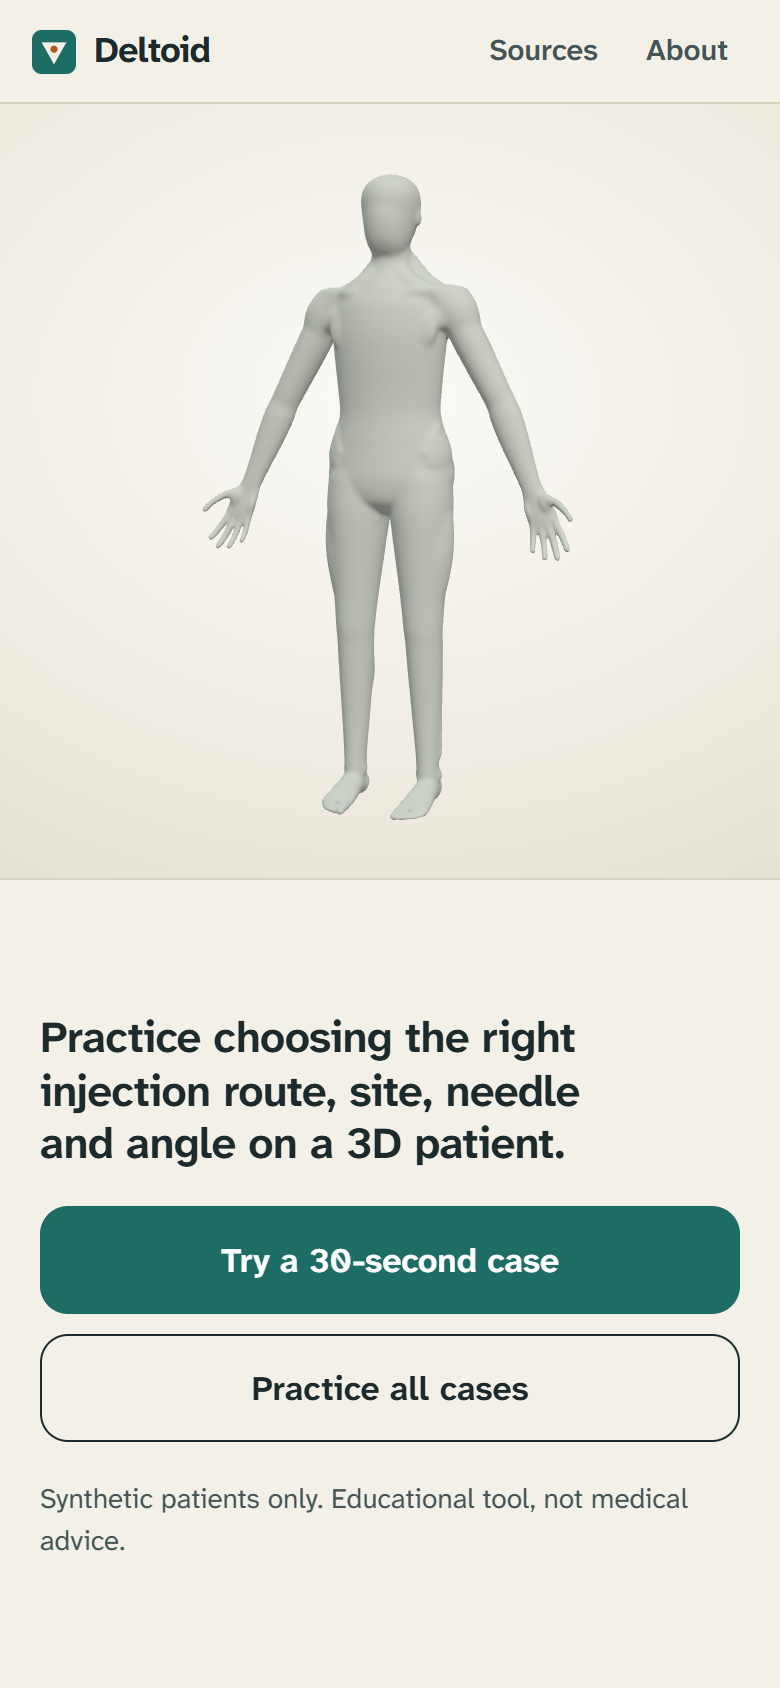 Deltoid
Sources
About
Practice choosing the right
injection route, site, needle
and angle on a 3D patient.
Try a 30-second case
Practice all cases
Synthetic patients only. Educational tool, not medical
advice.